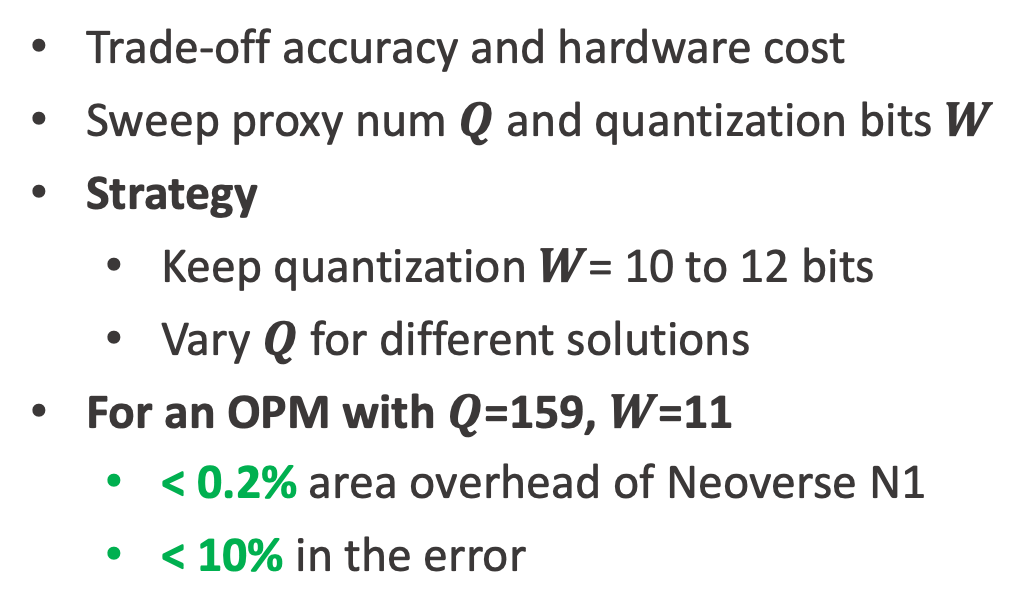 • Trade-off accuracy and hardware cost
• Sweep proxy num Q and quantization bits W
• Strategy
• Keep quantization W= 10 to 12 bits
• Vary Q for different solutions
• For an OPM with Q=159, W=11
• < 0.2% area overhead of Neoverse N1
• < 10% in the error